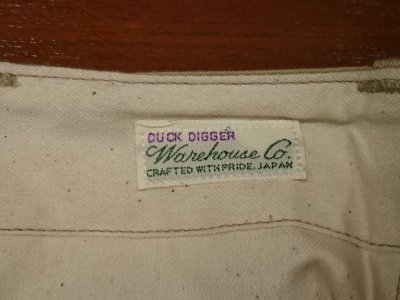 DUCK DIGGER
Warehouse Co.
CRAFTED WITH PRIDE. JAPAN